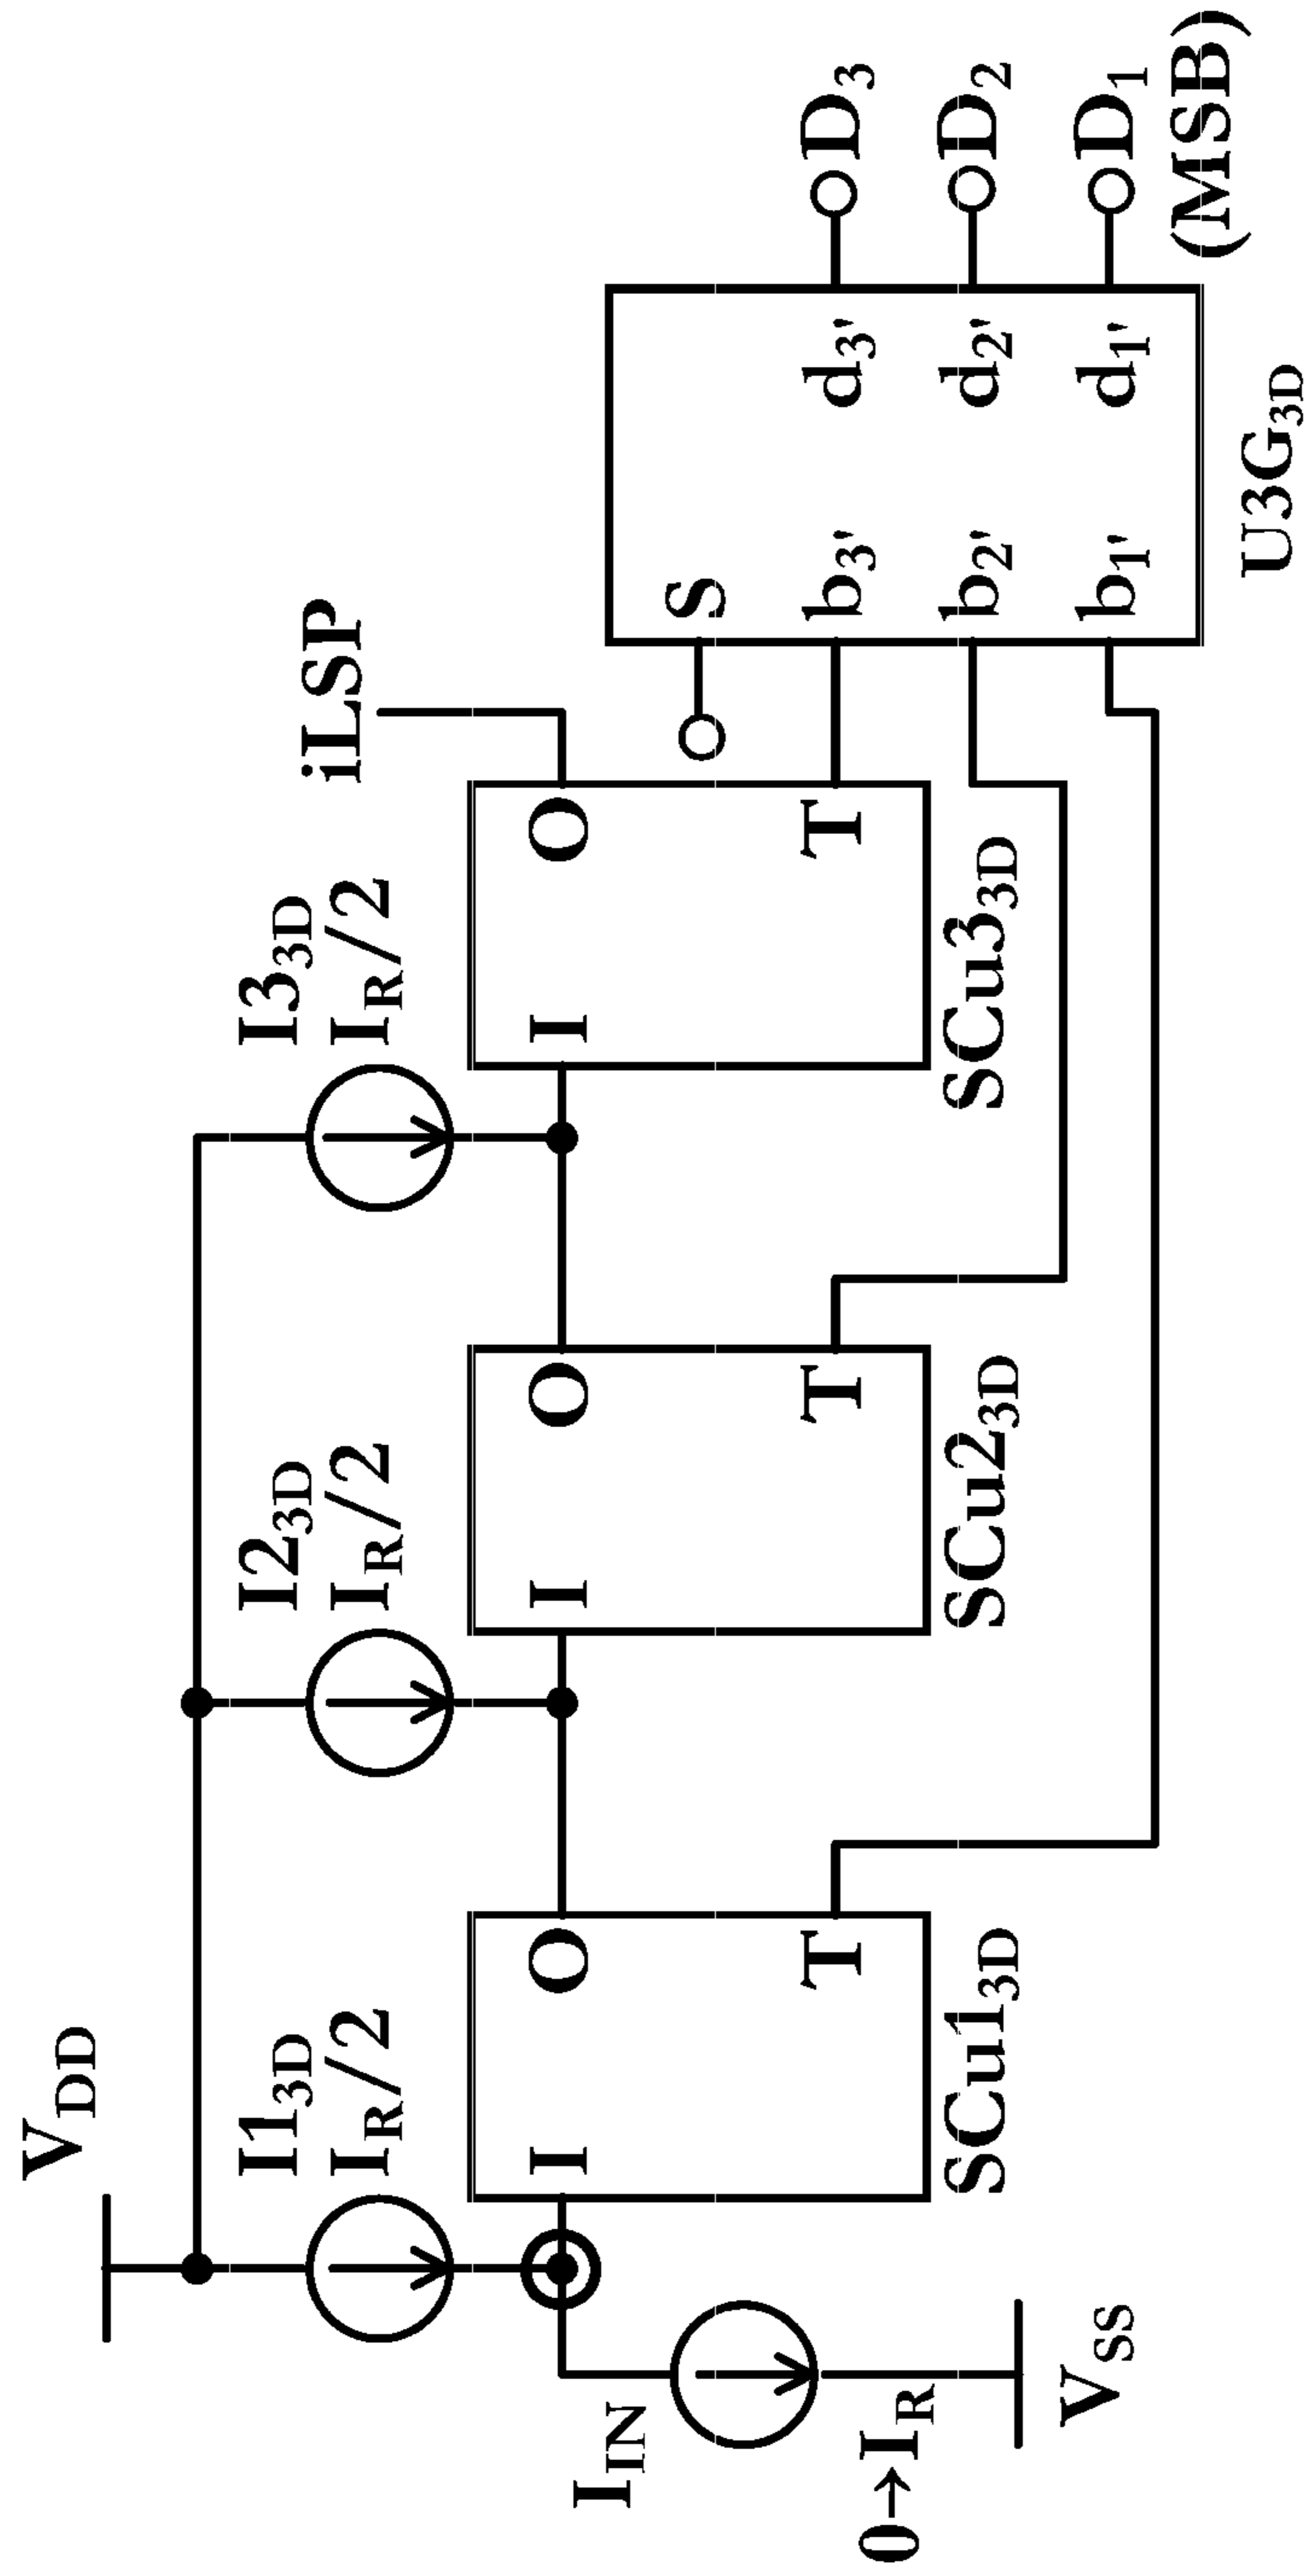 V_DD
I1_3D
I_R/2
I2_3D
I_R/2
I3_3D
I_R/2
iLSP
I_IN
0→I_R
V_SS
I
O
T
SCu1_3D
I
O
T
SCu2_3D
I
O
T
SCu3_3D
S
b_3'
d_3'
D_3
b_2'
d_2'
D_2
b_1'
d_1'
D_1
(MSB)
U3G_3D